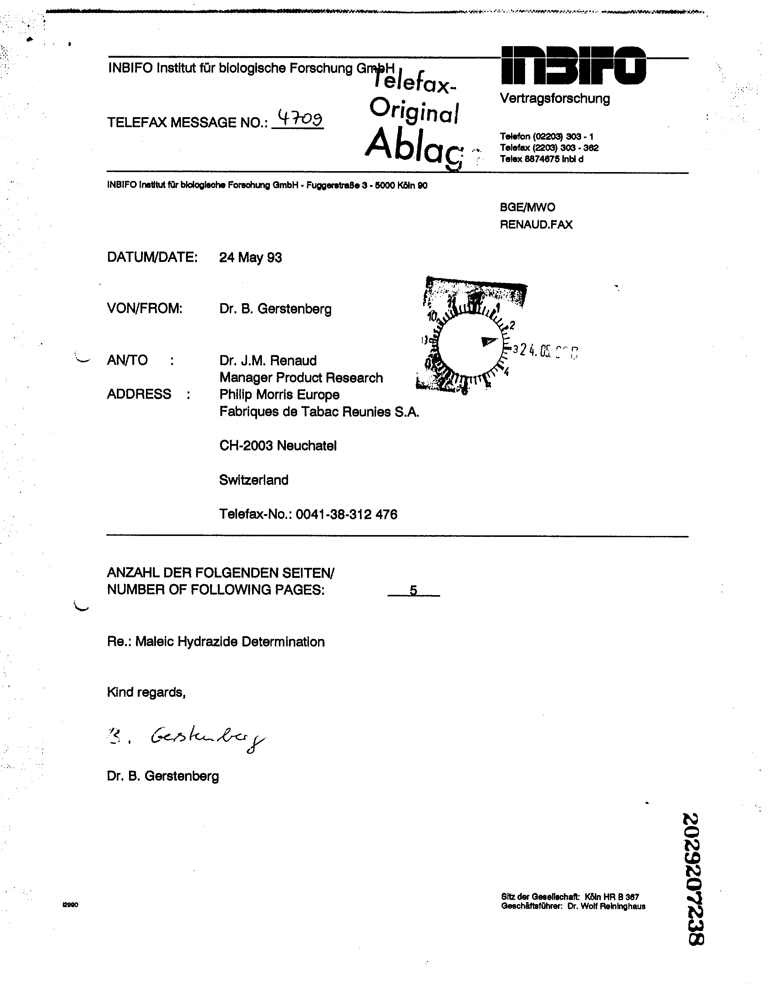 INBIFO Institut für biologische Forschung GmbH
INBIFO
Telefax-
Original
Ablag
Vertragsforschung
TELEFAX MESSAGE NO.: 4709
Telefon (02203) 303 - 1
Telefax (2203) 303 - 362
Telex 8874675 inbi d
INBIFO Institut für biologische Forschung GmbH - Fuggerstraße 3 - 5000 Köln 90
BGE/MWO
RENAUD.FAX
DATUM/DATE: 24 May 93
VON/FROM: Dr. B. Gerstenberg
24. 05.
AN/TO : Dr. J.M. Renaud
Manager Product Research
ADDRESS : Philip Morris Europe
Fabriques de Tabac Reunies S.A.
CH-2003 Neuchatel
Switzerland
Telefax-No.: 0041-38-312 476
ANZAHL DER FOLGENDEN SEITEN/
NUMBER OF FOLLOWING PAGES: 5
Re.: Maleic Hydrazide Determination
Kind regards,
B. Gerstenberg
Dr. B. Gerstenberg
Sitz der Gesellschaft: Köln HR B 367
Geschäftsführer: Dr. Wolf Reininghaus
I2990
2029207238